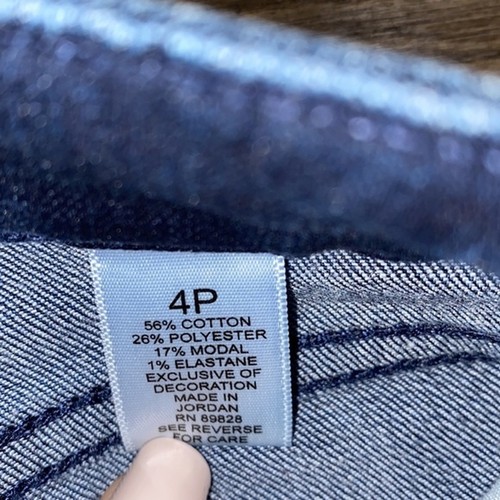 4P
56% COTTON
26% POLYESTER
17% MODAL
1% ELASTANE
EXCLUSIVE OF
DECORATION
MADE IN
JORDAN
RN 89828
SEE REVERSE
FOR CARE